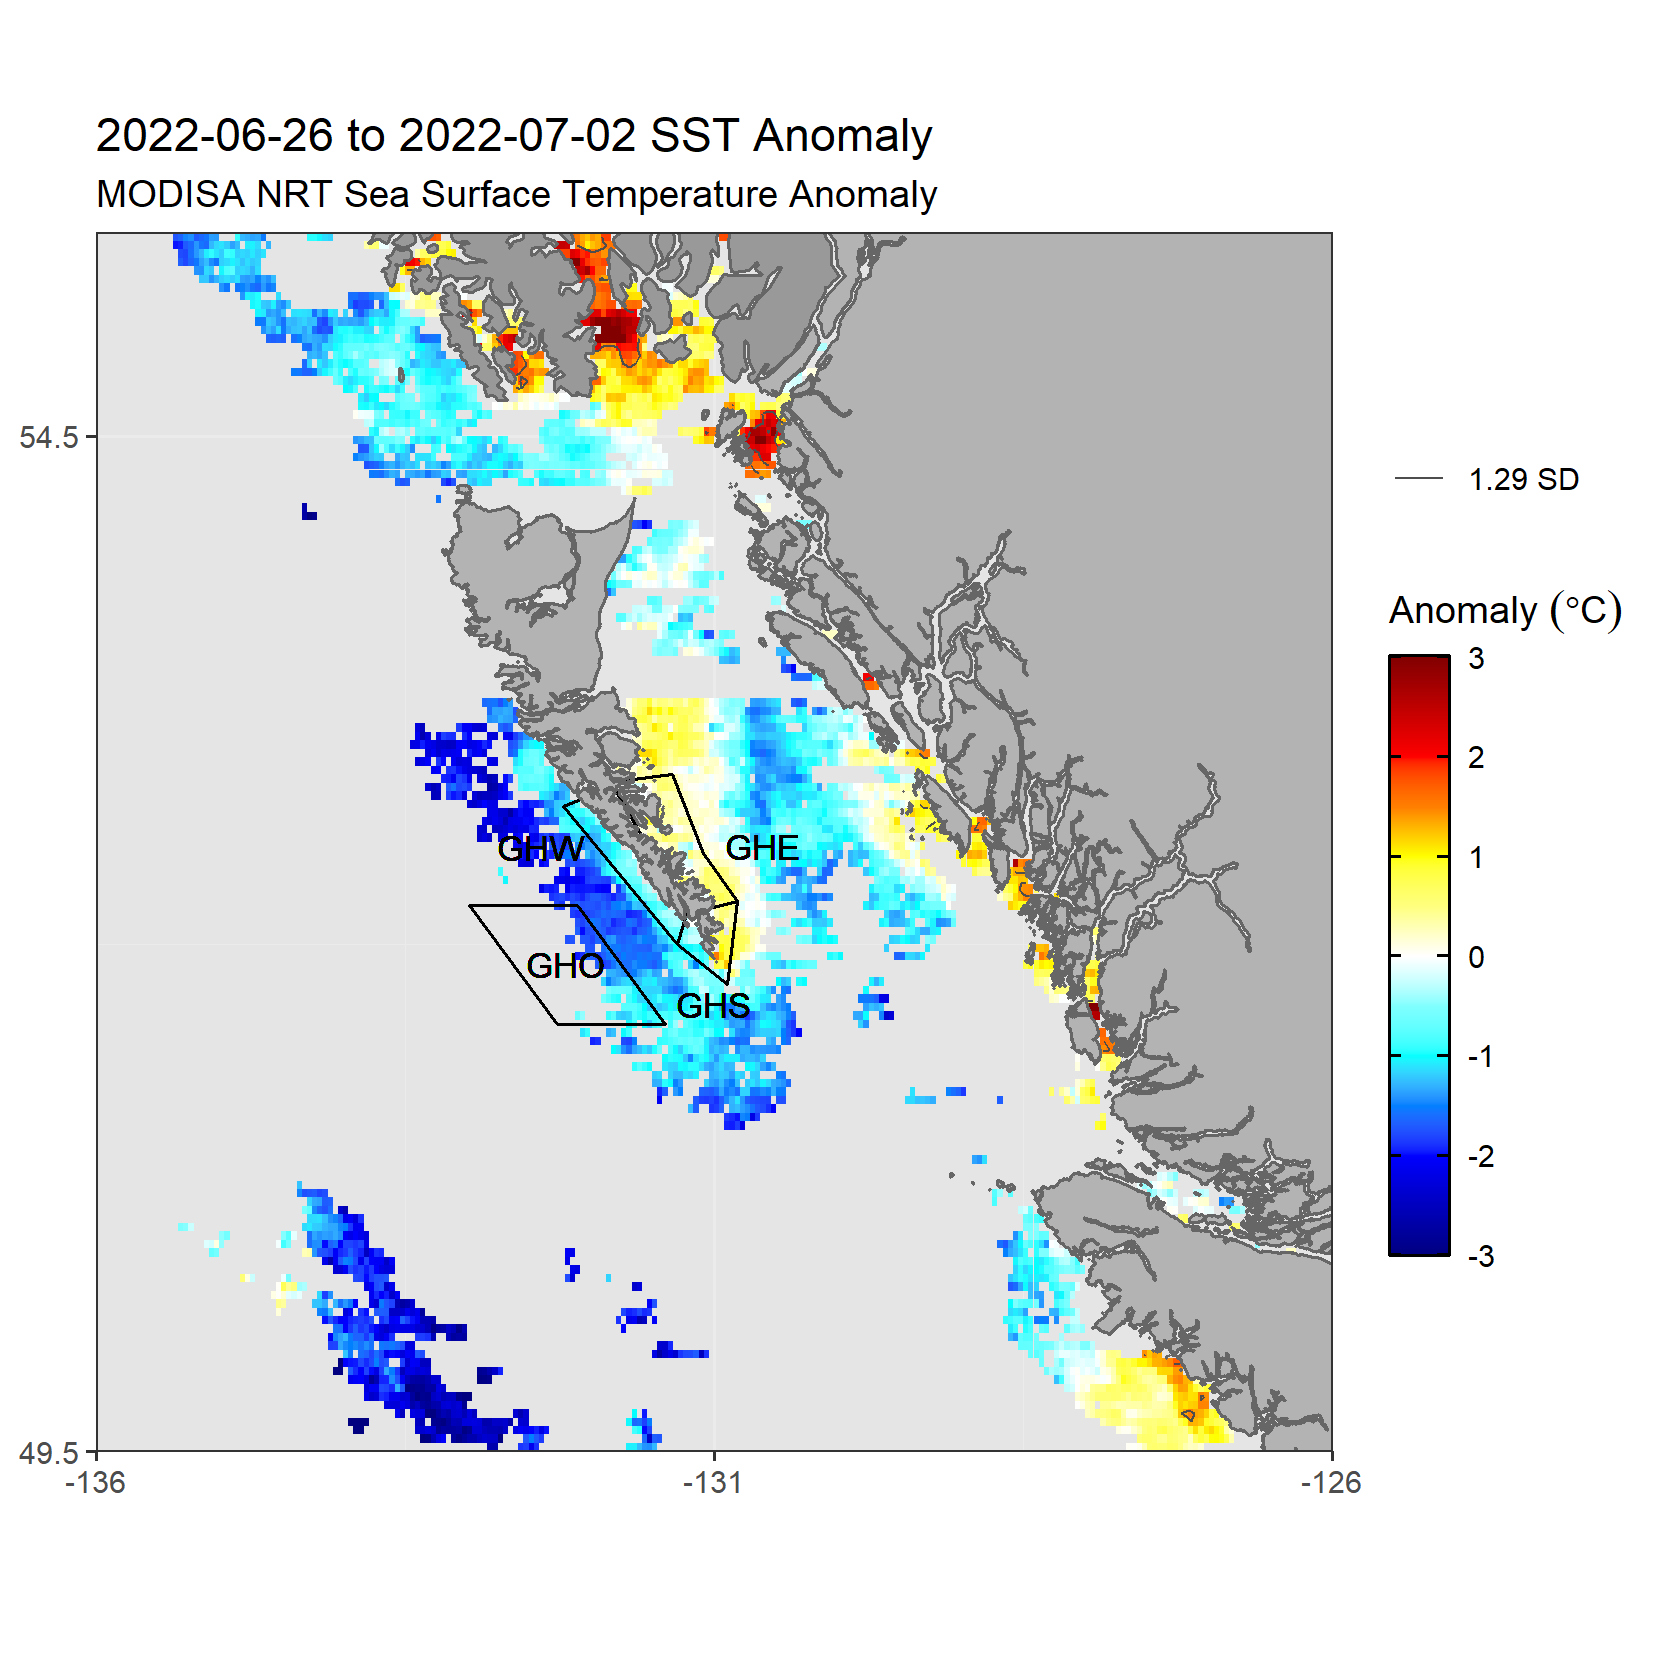 2022-06-26 to 2022-07-02 SST Anomaly
MODISA NRT Sea Surface Temperature Anomaly
54.5
49.5
-136
-131
-126
GHW
GHE
GHO
GHS
1.29 SD
Anomaly (°C)
3
2
1
0
-1
-2
-3